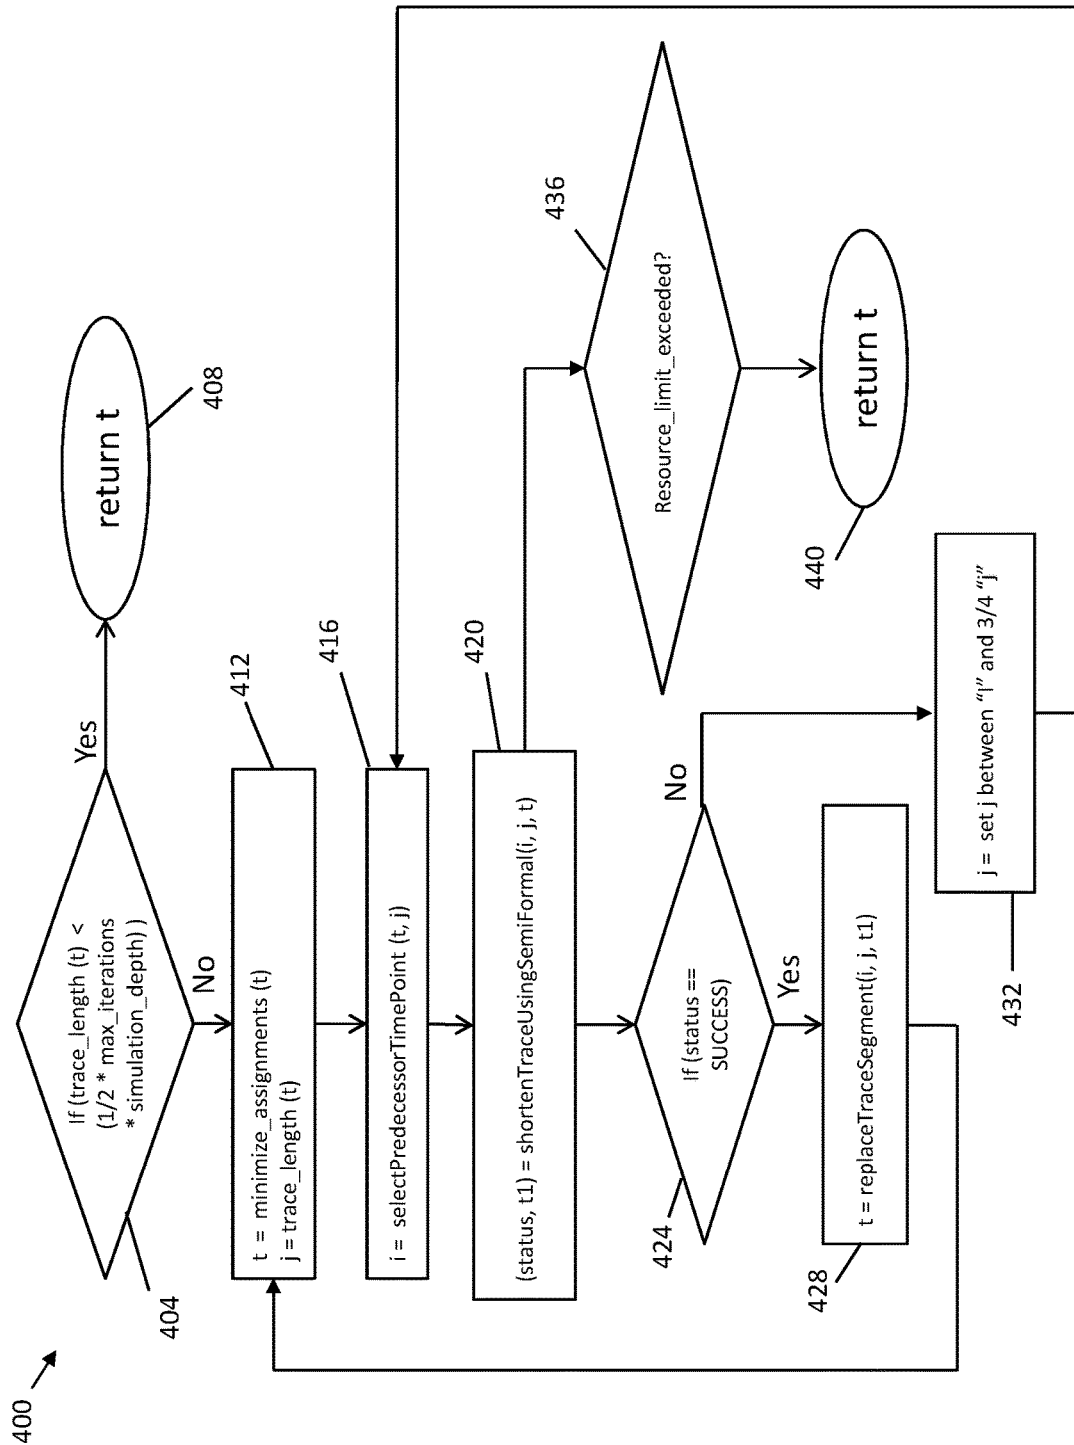 400
If (trace_length (t) <
(1/2 * max_iterations
* simulation_depth) )
404
Yes
return t
408
No
t = minimize_assignments (t)
j = trace_length (t)
412
i = selectPredecessorTimePoint (t, j)
416
(status, t1) = shortenTraceUsingSemiFormal(i, j, t)
420
Resource_limit_exceeded?
436
return t
440
If (status ==
SUCCESS)
424
No
Yes
t = replaceTraceSegment(i, j, t1)
428
j = set j between “I” and 3/4 “j”
432